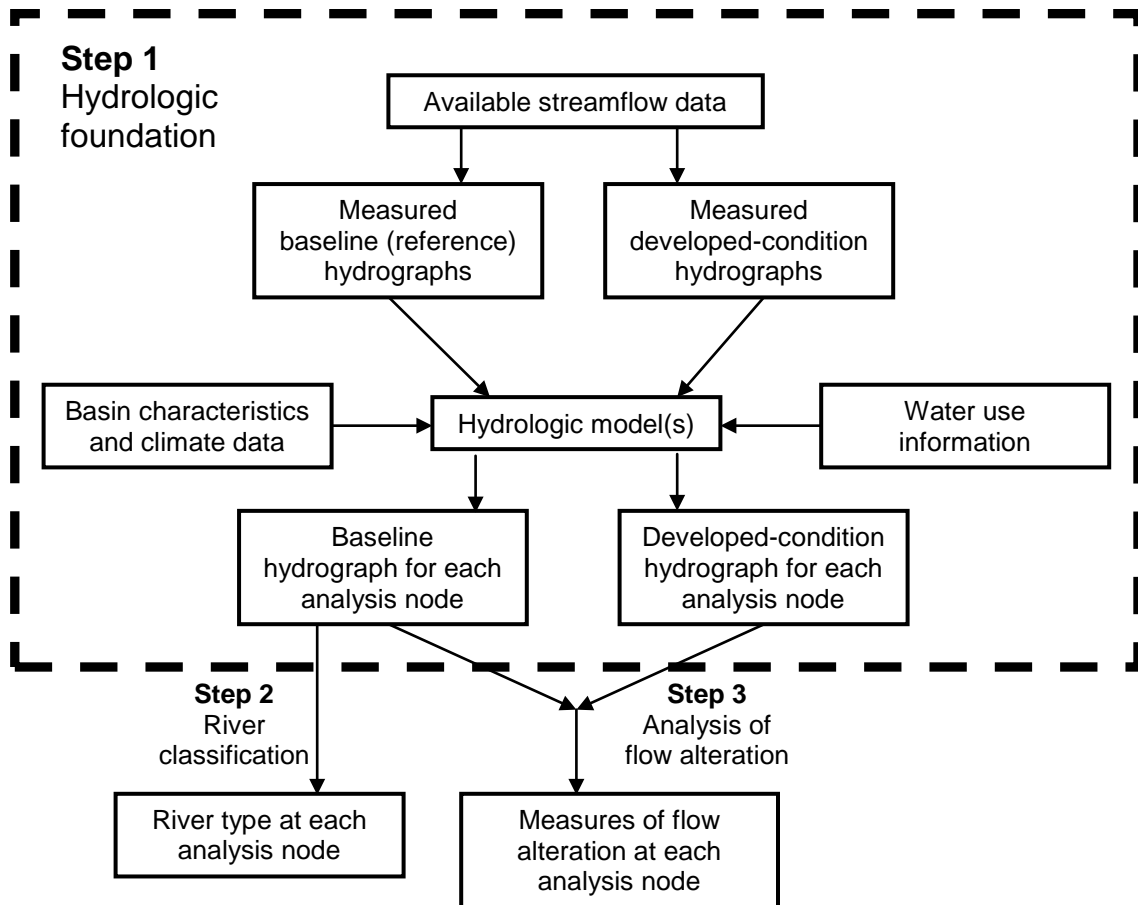 Step 1
Hydrologic
foundation
Available streamflow data
Measured
baseline (reference)
hydrographs
Measured
developed-condition
hydrographs
Basin characteristics
and climate data
Hydrologic model(s)
Water use
information
Baseline
hydrograph for each
analysis node
Developed-condition
hydrograph for each
analysis node
Step 2
River
classification
Step 3
Analysis of
flow alteration
River type at each
analysis node
Measures of flow
alteration at each
analysis node